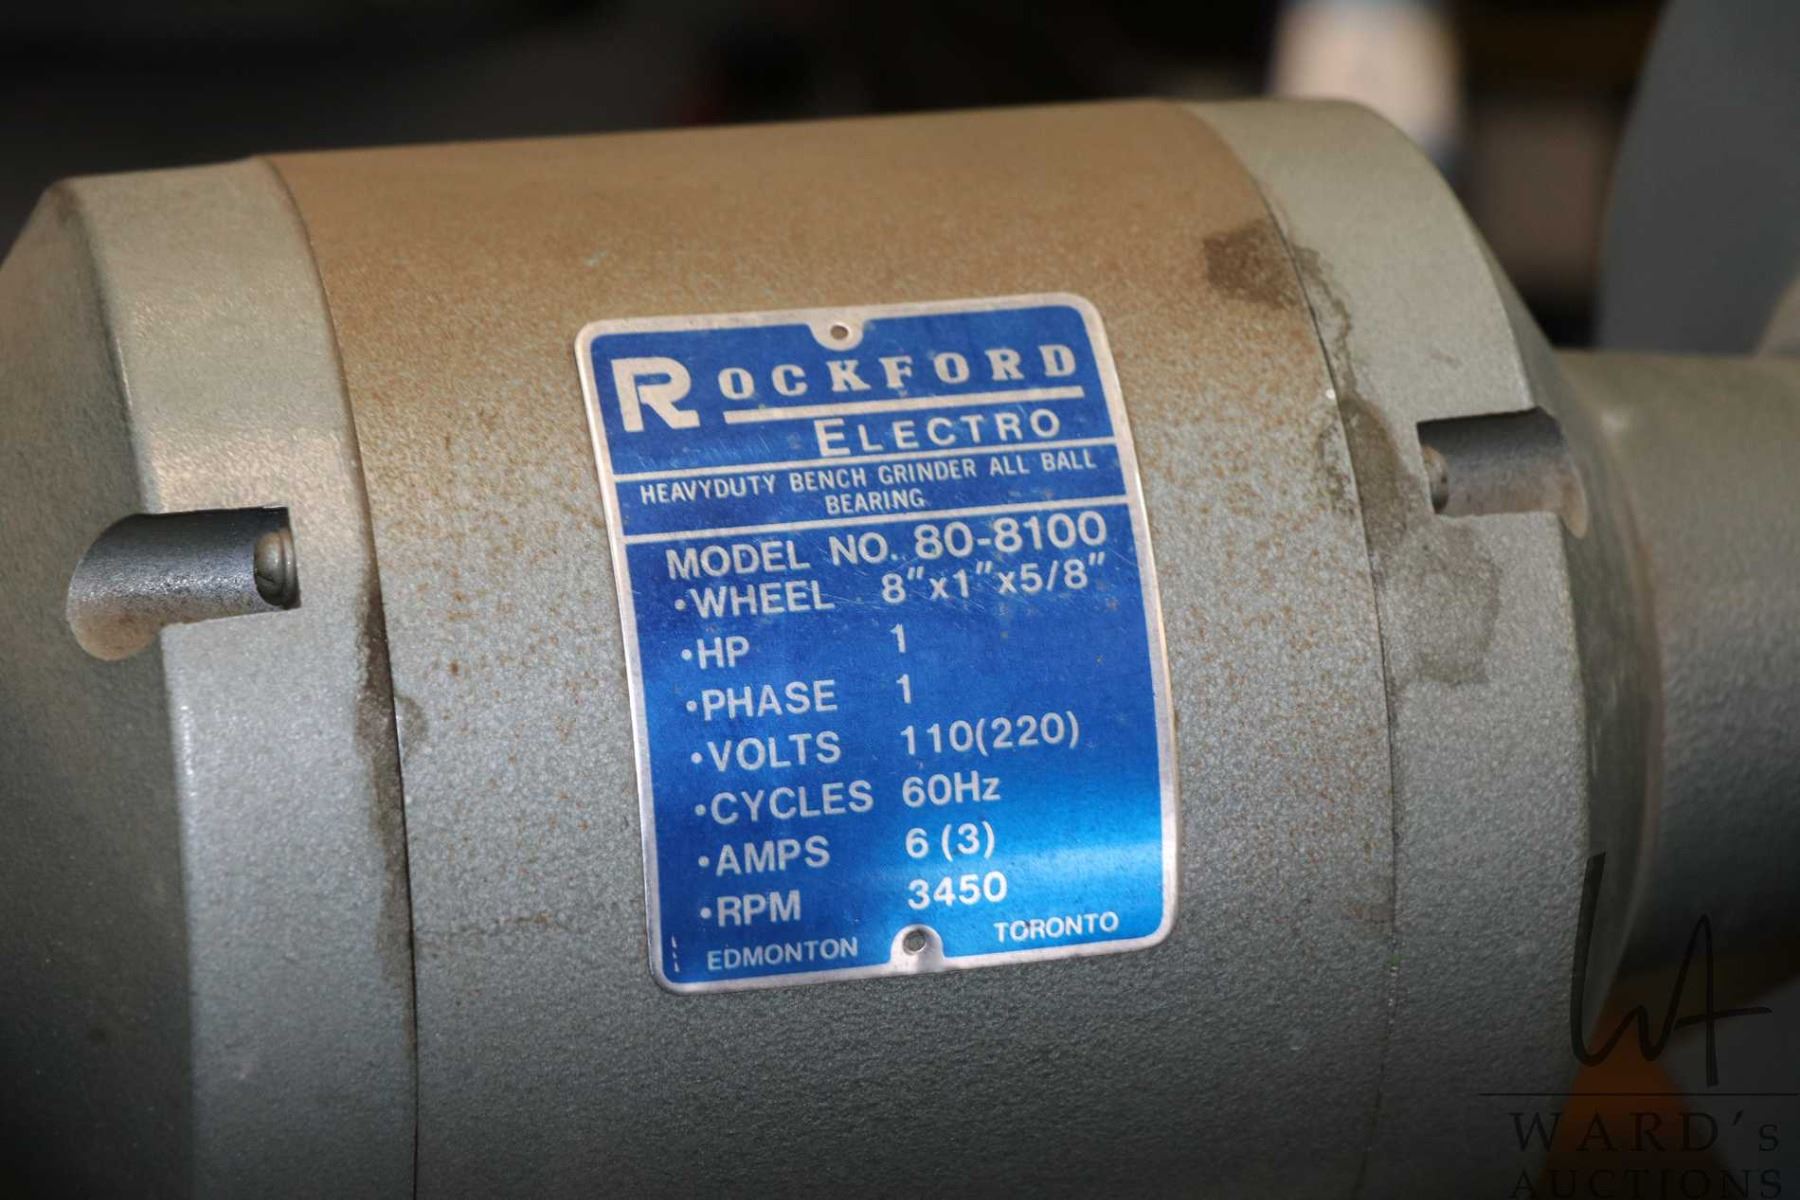 ROCKFORD
ELECTRO
HEAVYDUTY BENCH GRINDER ALL BALL
BEARING
MODEL NO. 80-8100
•WHEEL 8"x1"x5/8"
•HP 1
•PHASE 1
•VOLTS 110(220)
•CYCLES 60Hz
•AMPS 6 (3)
•RPM 3450
EDMONTON TORONTO
WA
WARD's
AUCTIONS